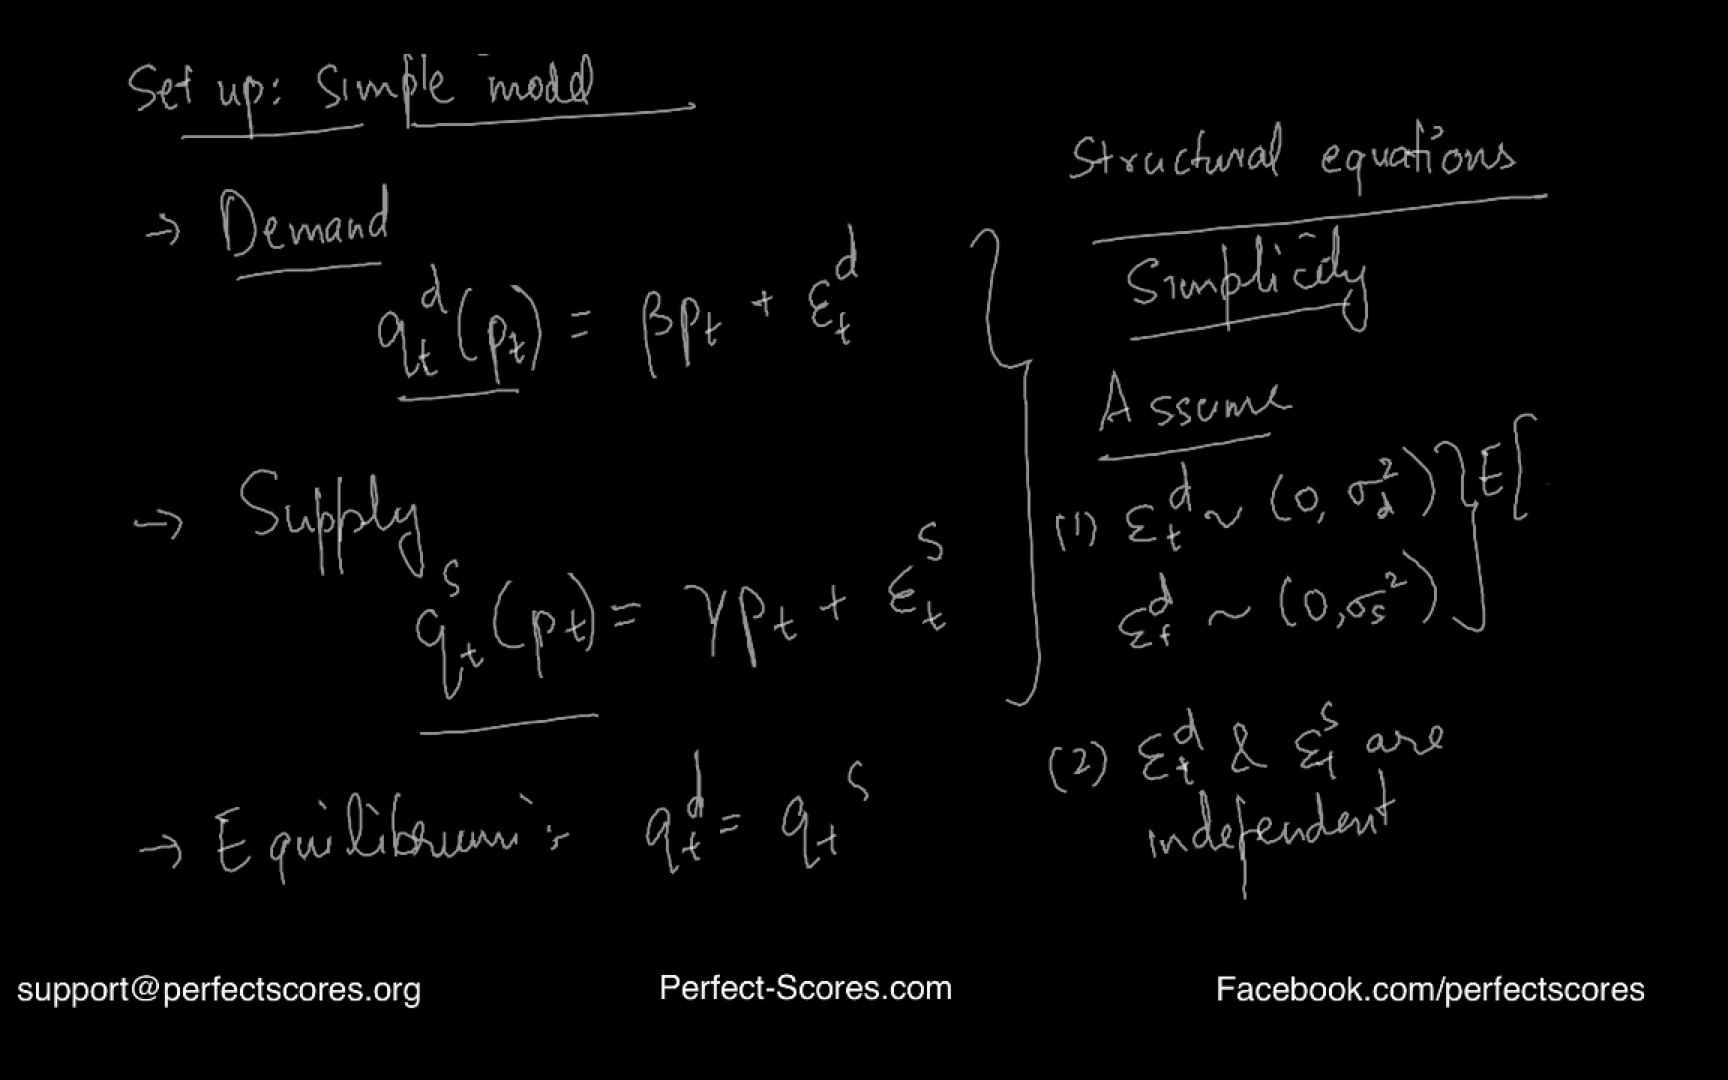 Set up: Simple model
→ Demand
q_t^d (p_t) = βp_t + ε_t^d
→ Supply
q_t^s (p_t) = γp_t + ε_t^s
→ Equilibrium: q_t^d = q_t^s
Structural equations
Simplicity
Assume
(1) ε_t^d ~ (0, σ_d^2) } E[
ε_t^d ~ (0, σ_s^2)
(2) ε_t^d & ε_t^s are
independent
support@perfectscores.org
Perfect-Scores.com
Facebook.com/perfectscores